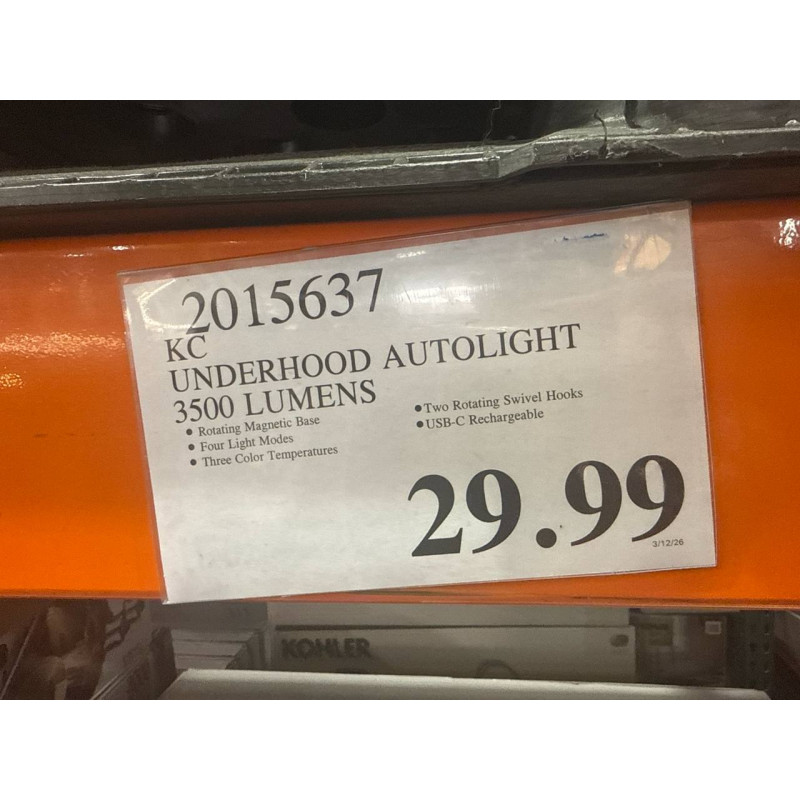 2015637
KC
UNDERHOOD AUTOLIGHT
3500 LUMENS
• Rotating Magnetic Base
• Four Light Modes
• Three Color Temperatures
• Two Rotating Swivel Hooks
• USB-C Rechargeable
29.99
3/12/26
KOHLER